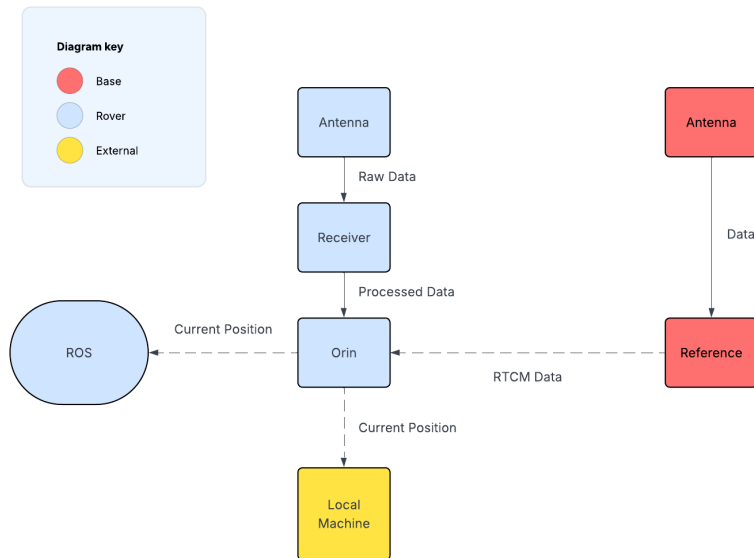 Diagram key
Base
Rover
External
Antenna
Antenna
Raw Data
Receiver
Data
Processed Data
Current Position
ROS
Orin
Reference
RTCM Data
Current Position
Local
Machine